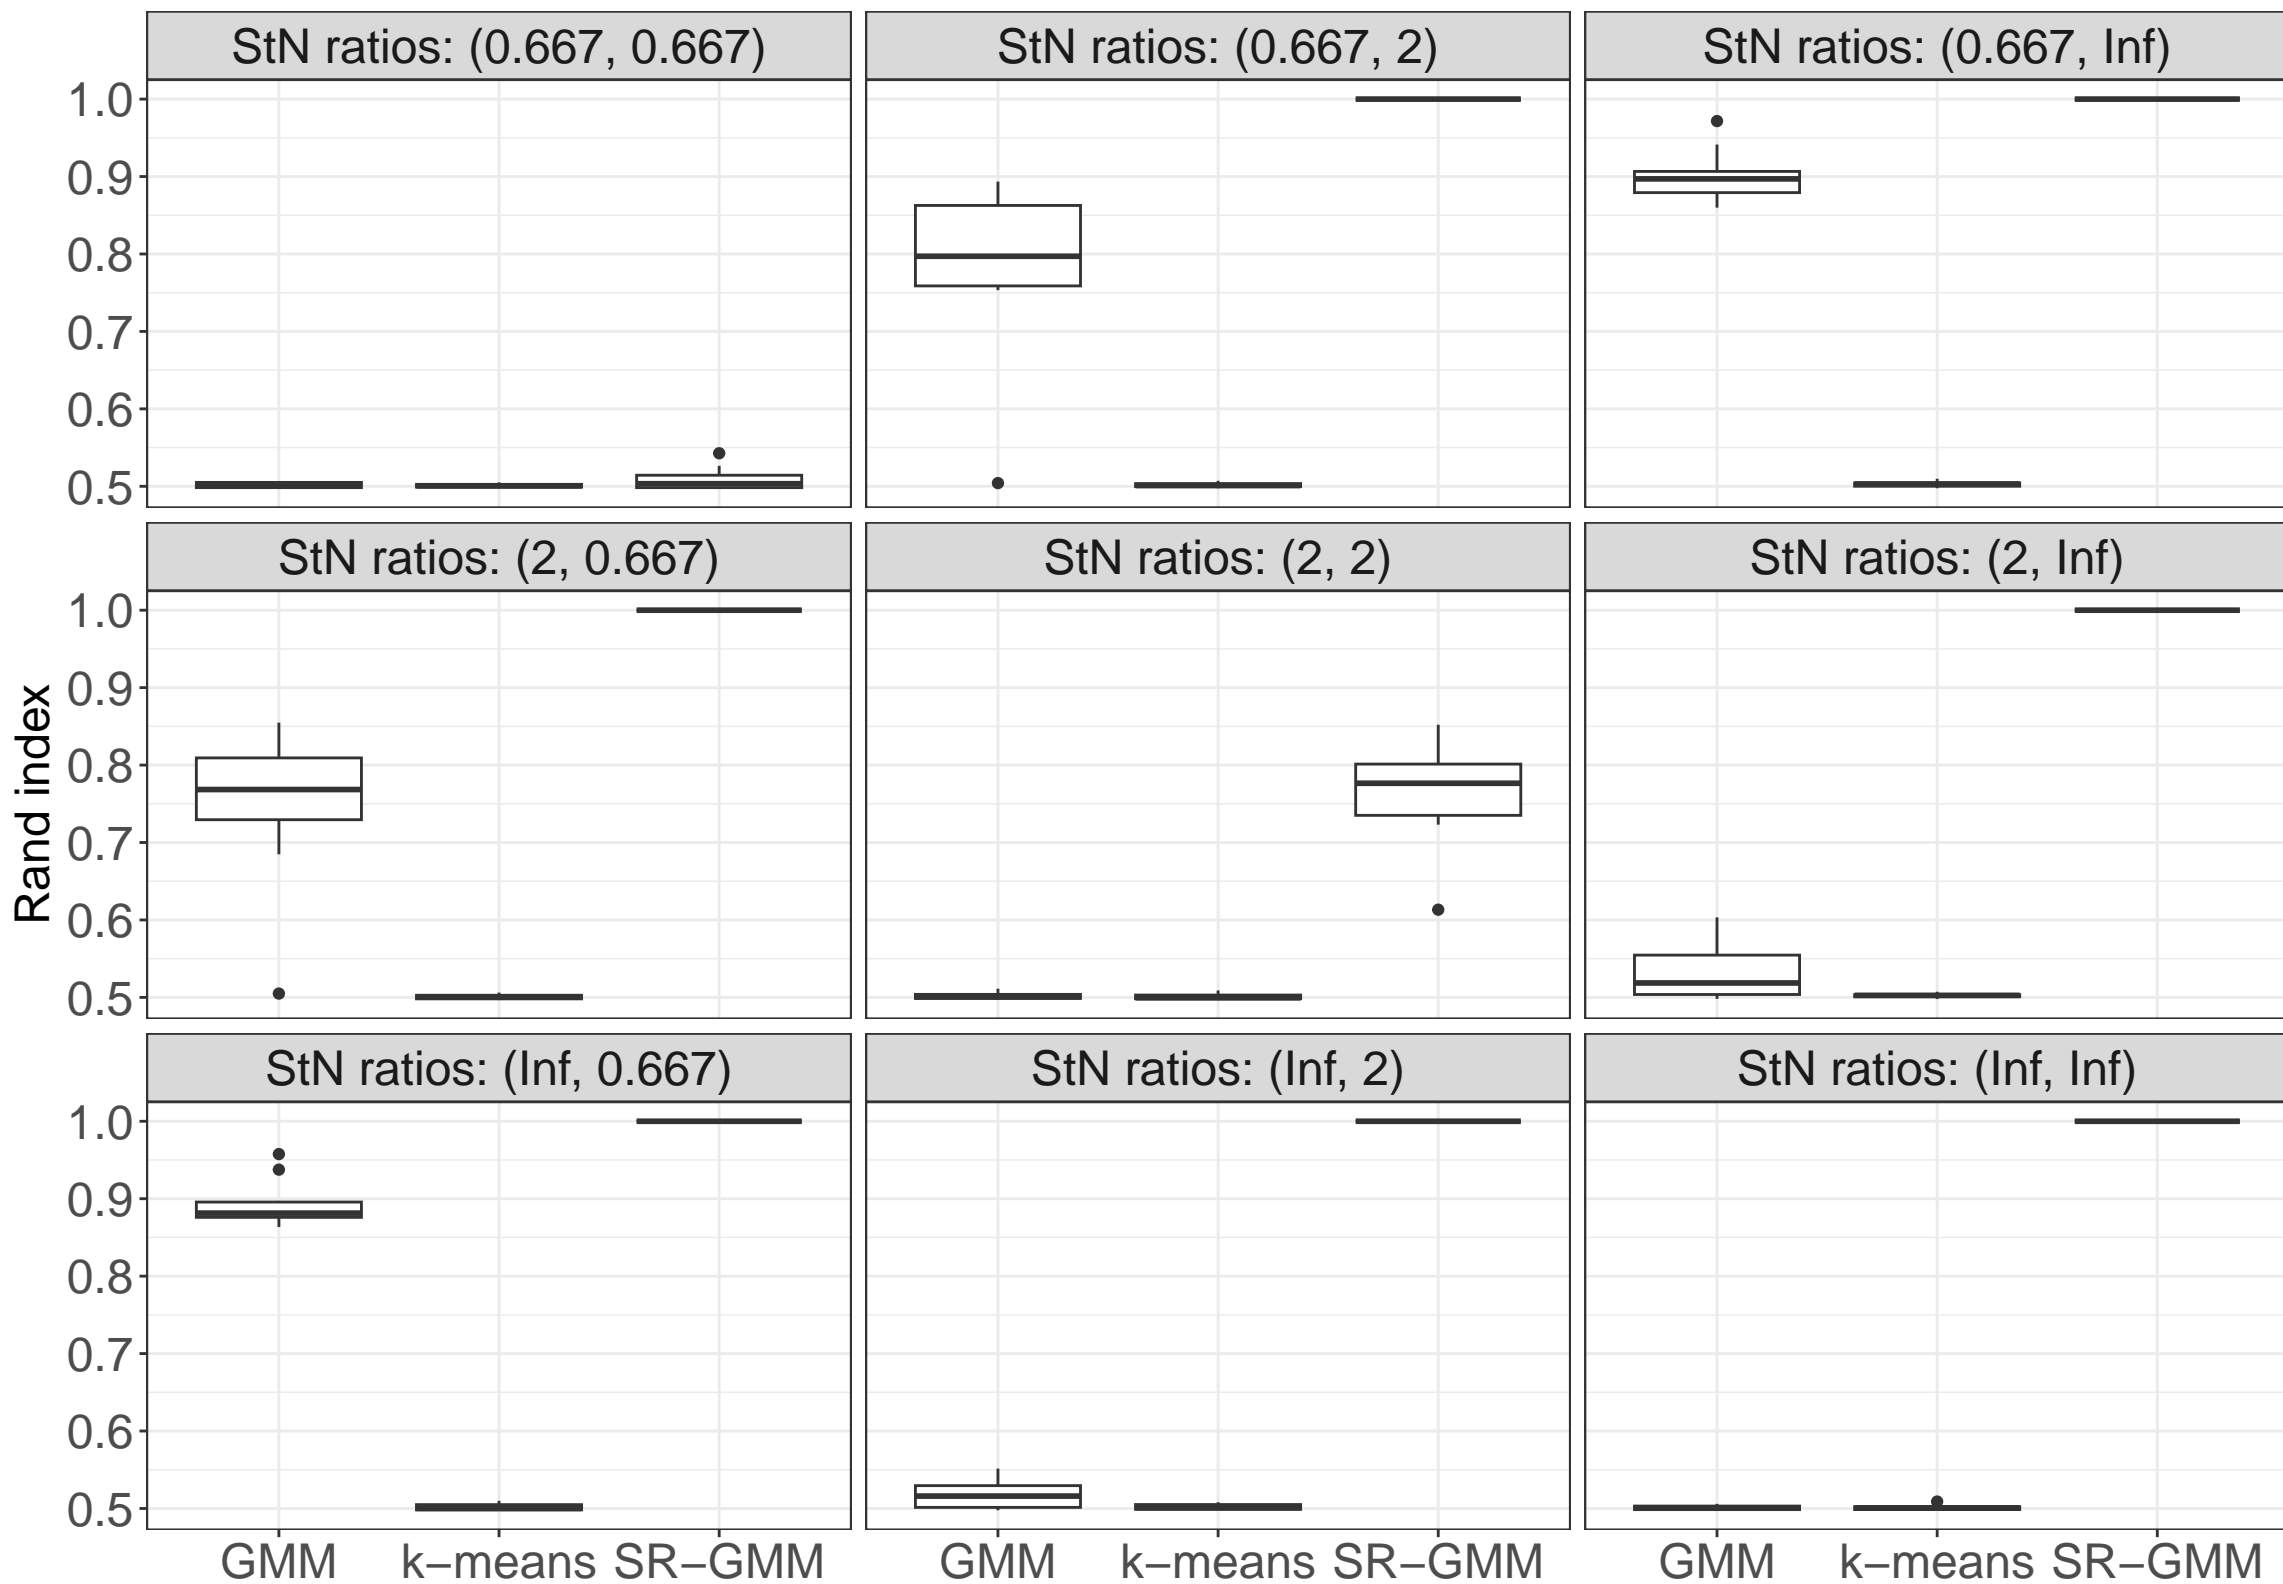 StN ratios: (0.667, 0.667)
StN ratios: (0.667, 2)
StN ratios: (0.667, Inf)
1.0
0.9
0.8
0.7
0.6
0.5
StN ratios: (2, 0.667)
StN ratios: (2, 2)
StN ratios: (2, Inf)
1.0
0.9
0.8
0.7
0.6
0.5
Rand index
StN ratios: (Inf, 0.667)
StN ratios: (Inf, 2)
StN ratios: (Inf, Inf)
1.0
0.9
0.8
0.7
0.6
0.5
GMM k−means SR−GMM
GMM k−means SR−GMM
GMM k−means SR−GMM